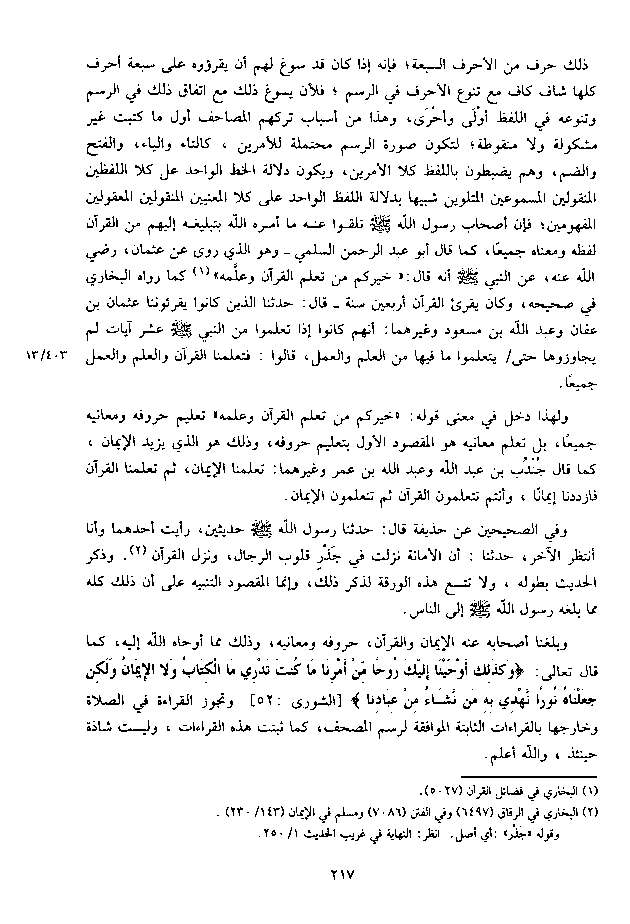 ذلك حرف من الأحرف السبعة؛ فإنه إذا كان قد سوغ لهم أن يقرؤوه على سبعة أحرف
كلها شاف كاف مع تنوع الأحرف في الرسم ؛ فلأن يسوغ ذلك مع اتفاق ذلك في الرسم
وتنوعه في اللفظ أوْلَى وأحْرَى، وهذا من أسباب تركهم المصاحف أول ما كتبت غير
مشكولة ولا منقوطة؛ لتكون صورة الرسم محتملة للأمرين ، كالتاء والياء، والفتح
والضم، وهم يضبطون باللفظ كلا الأمرين، ويكون دلالة الخط الواحد على كلا اللفظين
المنقولين المسموعين المتلوين شبيها بدلالة اللفظ الواحد على كلا المعنيين المنقولين المعقولين
المفهومين؛ فإن أصحاب رسول الله ﷺ تلقوا عنه ما أمره الله بتبليغه إليهم من القرآن
لفظه ومعناه جميعًا، كما قال أبو عبد الرحمن السلمي ـ وهو الذي روى عن عثمان، رضي
الله عنه، عن النبي ﷺ أنه قال:« خيركم من تعلم القرآن وعلَّمه» (١) كما رواه البخاري
في صحيحه، وكان يقرئ القرآن أربعين سنة ـ قال: حدثنا الذين كانوا يقرئوننا عثمان بن
عفان وعبد الله بن مسعود وغيرهما: أنهم كانوا إذا تعلموا من النبي ﷺ عشر آيات لم
يجاوزوها حتى/ يتعلموا ما فيها من العلم والعمل، قالوا : فتعلمنا القرآن والعلم والعمل ١٣/٤٠٣
جميعًا.
ولهذا دخل في معنى قوله: «خيركم من تعلم القرآن وعلمه» تعليم حروفه ومعانيه
جميعًا، بل تعلم معانيه هو المقصود الأول بتعليم حروفه، وذلك هو الذي يزيد الإيمان ،
كما قال جُنْدُب بن عبد الله وعبد الله بن عمر وغيرهما: تعلمنا الإيمان، ثم تعلمنا القرآن
فازددنا إيمانًا ، وأنتم تتعلمون القرآن ثم تتعلمون الإيمان.
وفي الصحيحين عن حذيفة قال: حدثنا رسول الله ﷺ حديثين، رأيت أحدهما وأنا
أنتظر الآخر، حدثنا : أن الأمانة نزلت في جَذْرِ قلوب الرجال، ونزل القرآن (٢). وذكر
الحديث بطوله ، ولا تتسع هذه الورقة لذكر ذلك، وإنما المقصود التنبيه على أن ذلك كله
مما بلغه رسول الله ﷺ إلى الناس.
وبلغنا أصحابه عنه الإيمان والقرآن، حروفه ومعانيه، وذلك مما أوحاه الله إليه، كما
قال تعالى: ﴿وَكَذَلِكَ أَوْحَيْنَا إِلَيْكَ رُوحًا مِّنْ أَمْرِنَا مَا كُنتَ تَدْرِي مَا الْكِتَابُ وَلا الإِيمَانُ وَلَكِن
جَعَلْنَاهُ نُورًا نَّهْدِي بِهِ مَن نَّشَاءُ مِنْ عِبَادِنَا ﴾ [الشورى :٥٢] وتجوز القراءة في الصلاة
وخارجها بالقراءات الثابتة الموافقة لرسم المصحف، كما ثبتت هذه القراءات ، وليست شاذة
حينئذ ، والله أعلم.
(١) البخاري في فضائل القرآن (٥٠٢٧).
(٢) البخاري في الرقاق (٦٤٩٧) وفي الفتن (٧٠٨٦) ومسلم في الإيمان (٢٣٠/١٤٣) .
وقوله «جَذْر» :أي أصل. انظر: النهاية في غريب الحديث ١/ ٢٥٠.
٢١٧